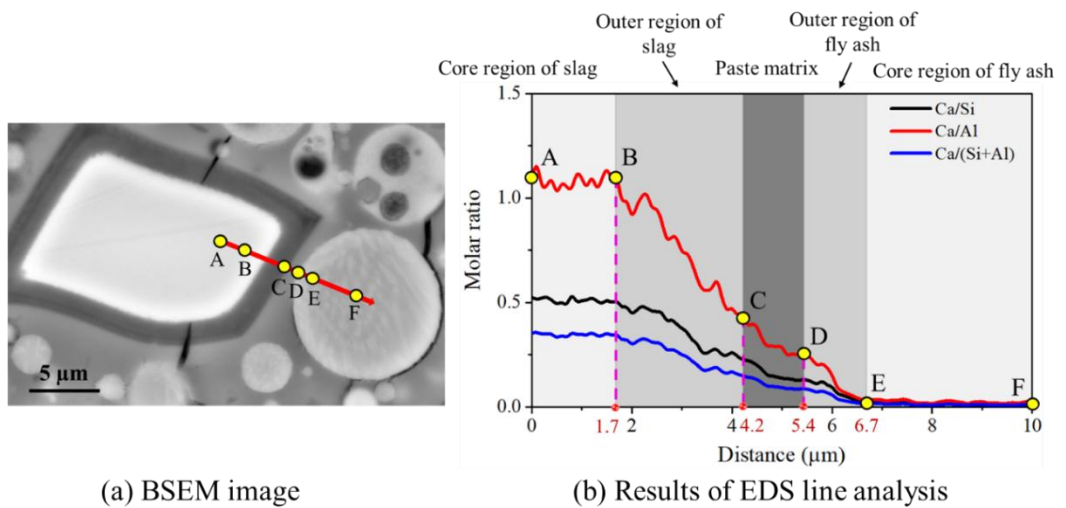 Outer region of
slag
Outer region of
fly ash
Core region of slag
Paste matrix
Core region of fly ash
A
B
C
D
E
F
5 μm
1.5
1.0
0.5
0.0
Molar ratio
Ca/Si
Ca/Al
Ca/(Si+Al)
A
B
C
D
E
F
0 1.7 2 4 4.2 5.4 6 6.7 8 10
Distance (μm)
(a) BSEM image
(b) Results of EDS line analysis